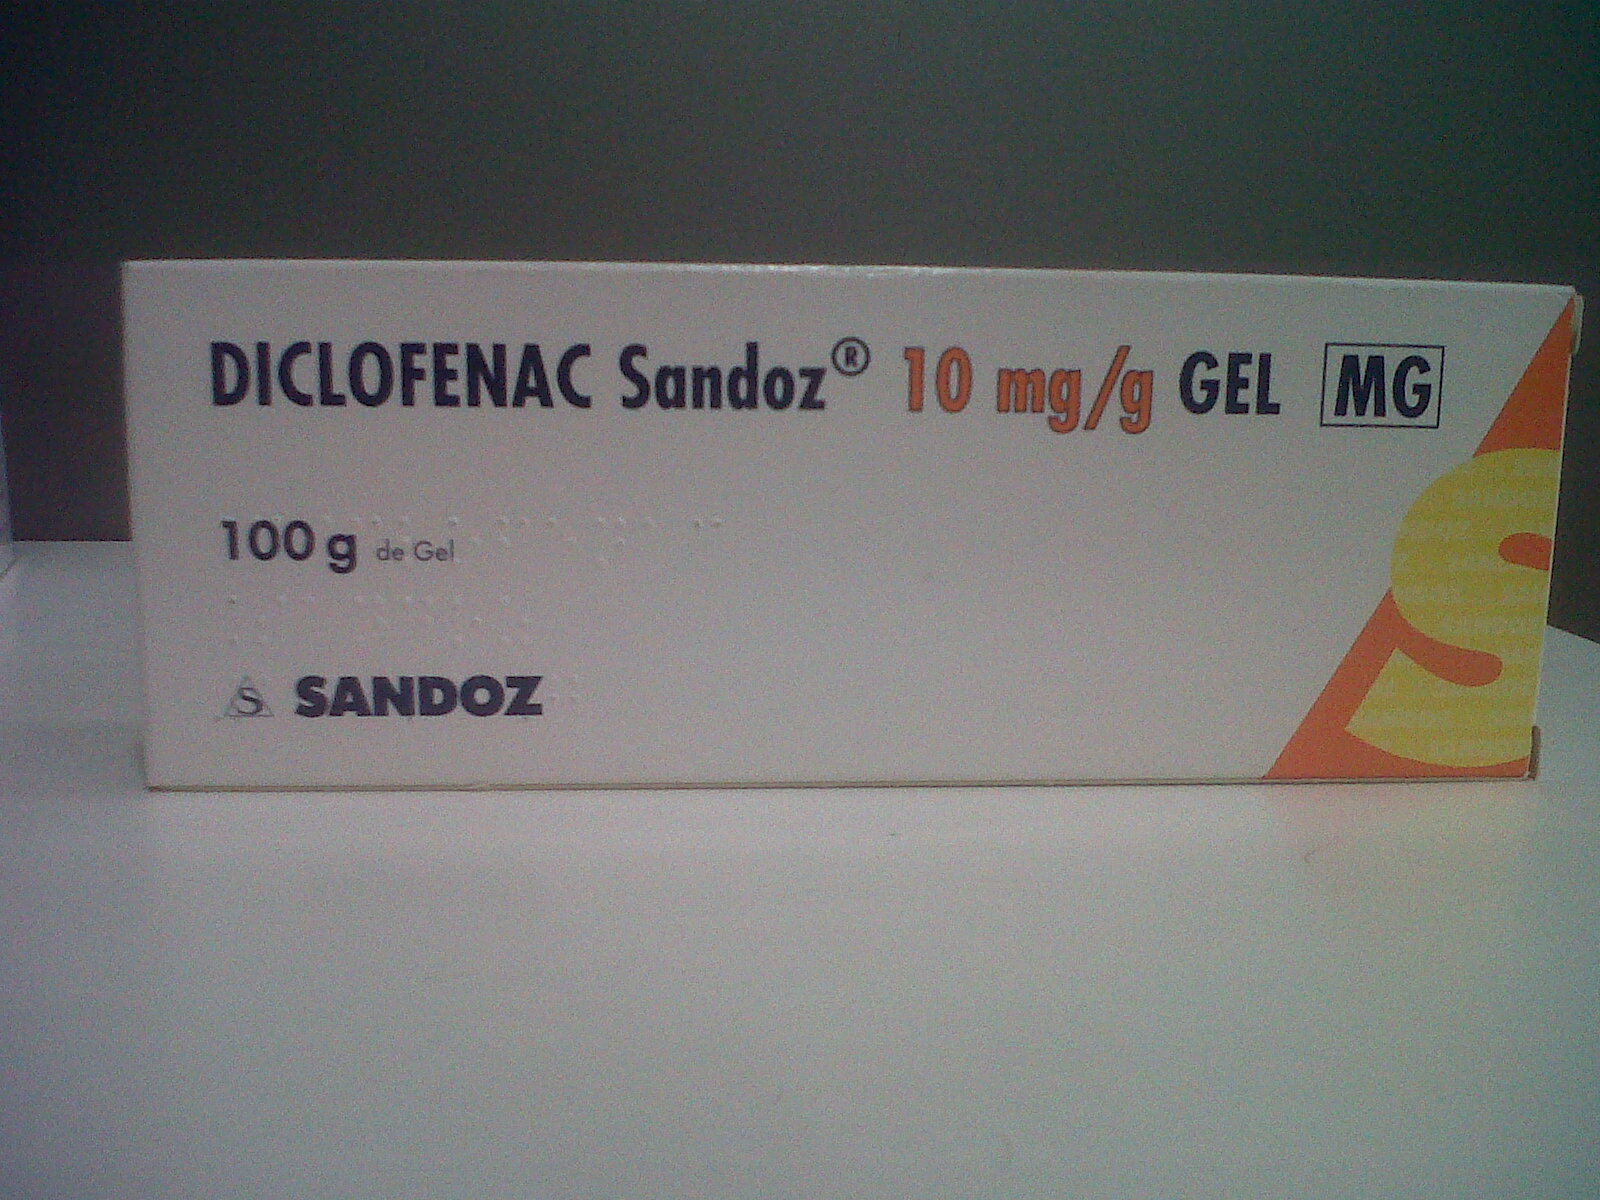 DICLOFENAC Sandoz® 10 mg/g GEL MG
100 g de Gel
S SANDOZ
S